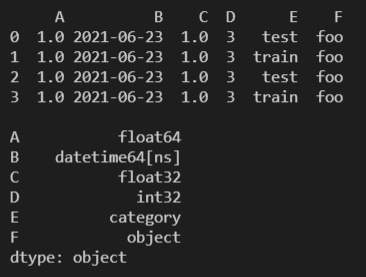 A B C D E F
0 1.0 2021-06-23 1.0 3 test foo
1 1.0 2021-06-23 1.0 3 train foo
2 1.0 2021-06-23 1.0 3 test foo
3 1.0 2021-06-23 1.0 3 train foo
A float64
B datetime64[ns]
C float32
D int32
E category
F object
dtype: object